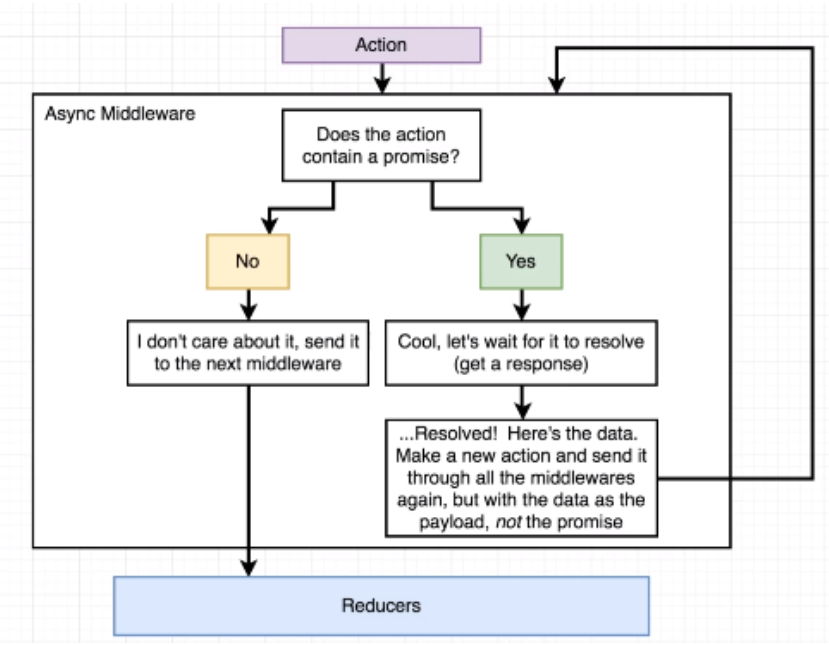 Action
Async Middleware
Does the action
contain a promise?
No
Yes
I don't care about it, send it
to the next middleware
Cool, let's wait for it to resolve
(get a response)
...Resolved!  Here's the data.
Make a new action and send it
through all the middlewares
again, but with the data as the
payload, not the promise
Reducers